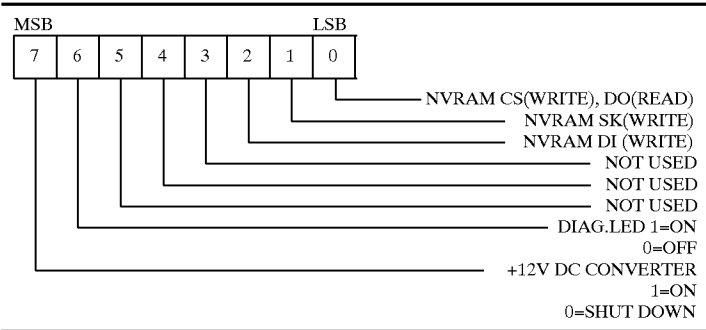 MSB LSB
7 6 5 4 3 2 1 0
NVRAM CS(WRITE), DO(READ)
NVRAM SK(WRITE)
NVRAM DI (WRITE)
NOT USED
NOT USED
NOT USED
DIAG.LED 1=ON
0=OFF
+12V DC CONVERTER
1=ON
0=SHUT DOWN